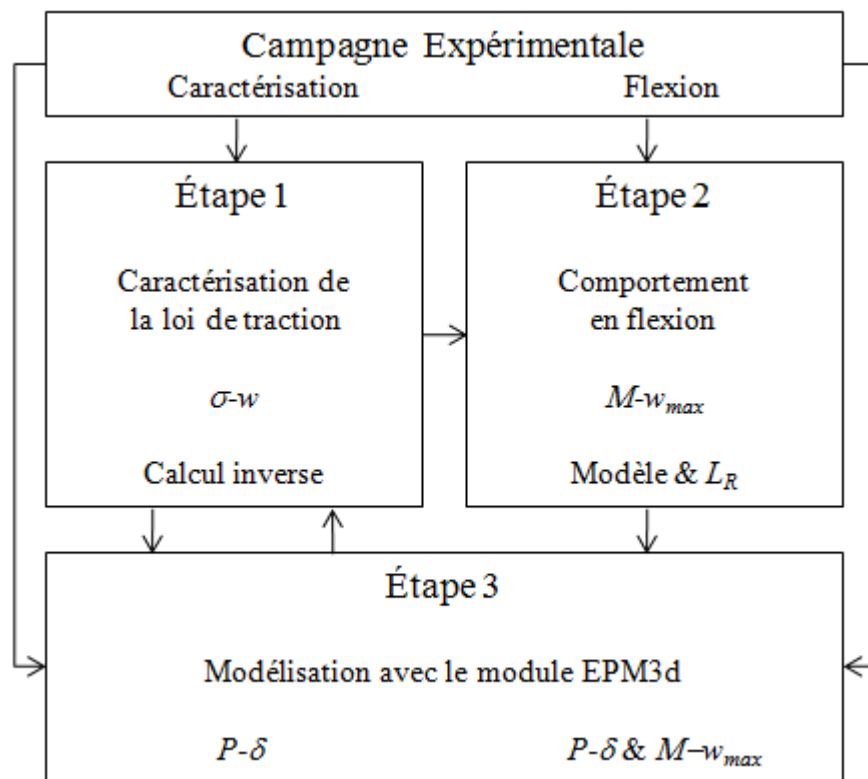 Campagne Expérimentale
Caractérisation Flexion
Étape 1
Caractérisation de
la loi de traction
σ-w
Calcul inverse
Étape 2
Comportement
en flexion
M-wmax
Modèle & LR
Étape 3
Modélisation avec le module EPM3d
P-δ P-δ & M–wmax